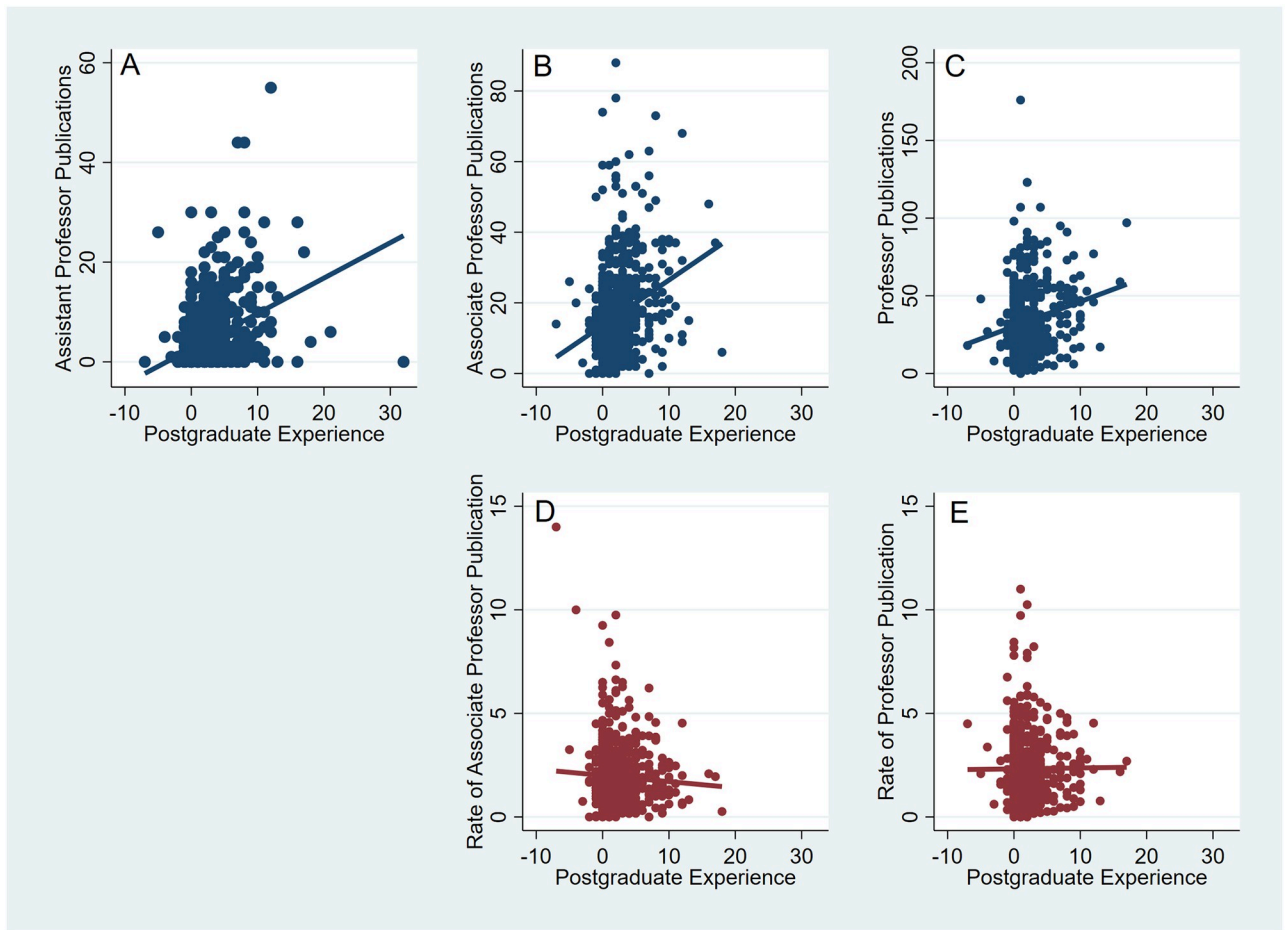 A
Assistant Professor Publications
60
40
20
0
-10 0 10 20 30
Postgraduate Experience
B
Associate Professor Publications
80
60
40
20
0
-10 0 10 20 30
Postgraduate Experience
C
Professor Publications
200
150
100
50
0
-10 0 10 20 30
Postgraduate Experience
D
Rate of Associate Professor Publication
15
10
5
0
-10 0 10 20 30
Postgraduate Experience
E
Rate of Professor Publication
15
10
5
0
-10 0 10 20 30
Postgraduate Experience